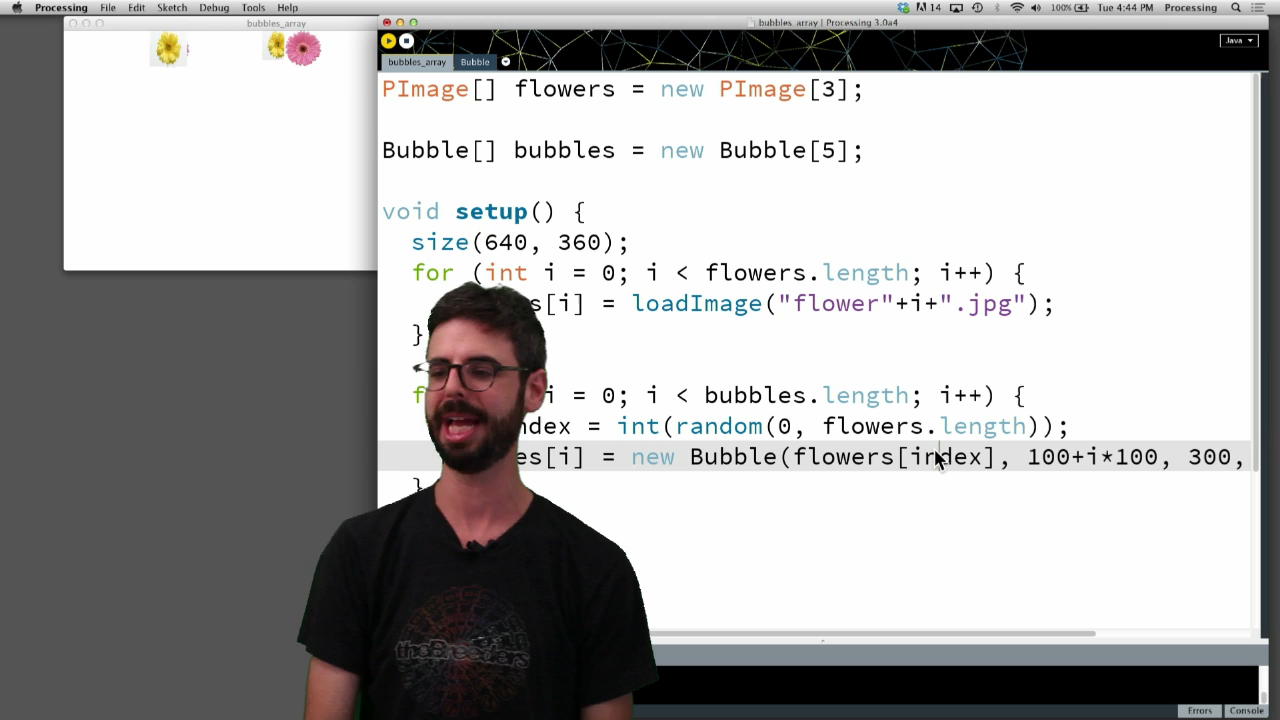 Processing File Edit Sketch Debug Tools Help 14 100% Tue 4:44 PM Processing
bubbles_array
bubbles_array | Processing 3.0a4
Java
bubbles_array Bubble
PImage[] flowers = new PImage[3];
Bubble[] bubbles = new Bubble[5];
void setup() {
size(640, 360);
for (int i = 0; i < flowers.length; i++) {
s[i] = loadImage("flower"+i+".jpg");
}
f i = 0; i < bubbles.length; i++) {
ndex = int(random(0, flowers.length));
es[i] = new Bubble(flowers[index], 100+i*100, 300,
}
the Breeders
Errors Console